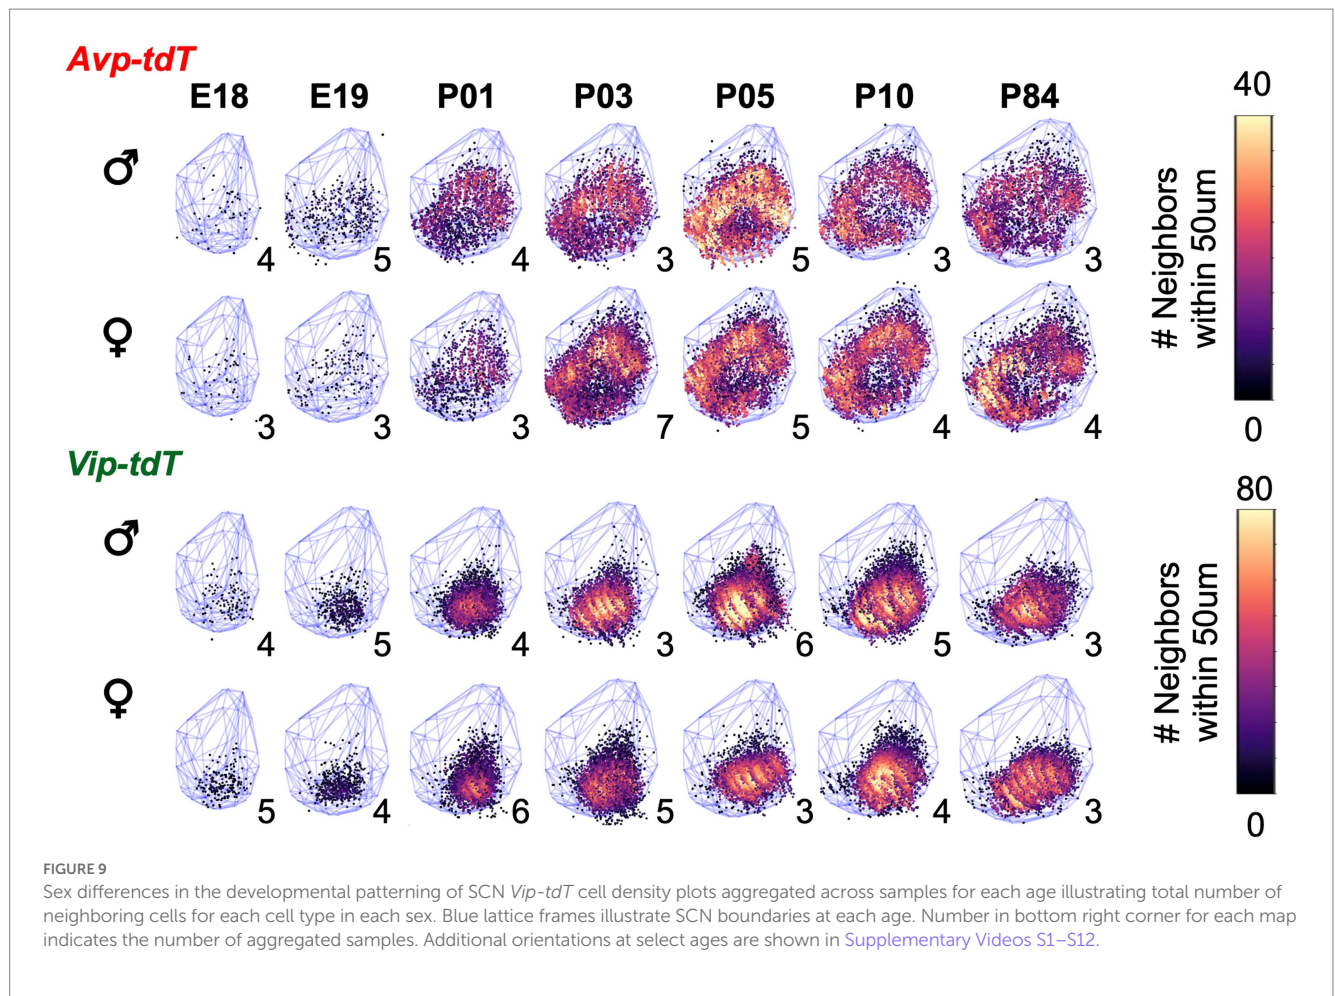 Avp-tdT
E18 E19 P01 P03 P05 P10 P84
♂
4 5 4 3 5 3 3
♀
3 3 3 7 5 4 4
40
# Neighbors
within 50um
0
Vip-tdT
♂
4 5 4 3 6 5 3
♀
5 4 6 5 3 4 3
80
# Neighbors
within 50um
0
FIGURE 9
Sex differences in the developmental patterning of SCN Vip-tdT cell density plots aggregated across samples for each age illustrating total number of
neighboring cells for each cell type in each sex. Blue lattice frames illustrate SCN boundaries at each age. Number in bottom right corner for each map
indicates the number of aggregated samples. Additional orientations at select ages are shown in Supplementary Videos S1–S12.